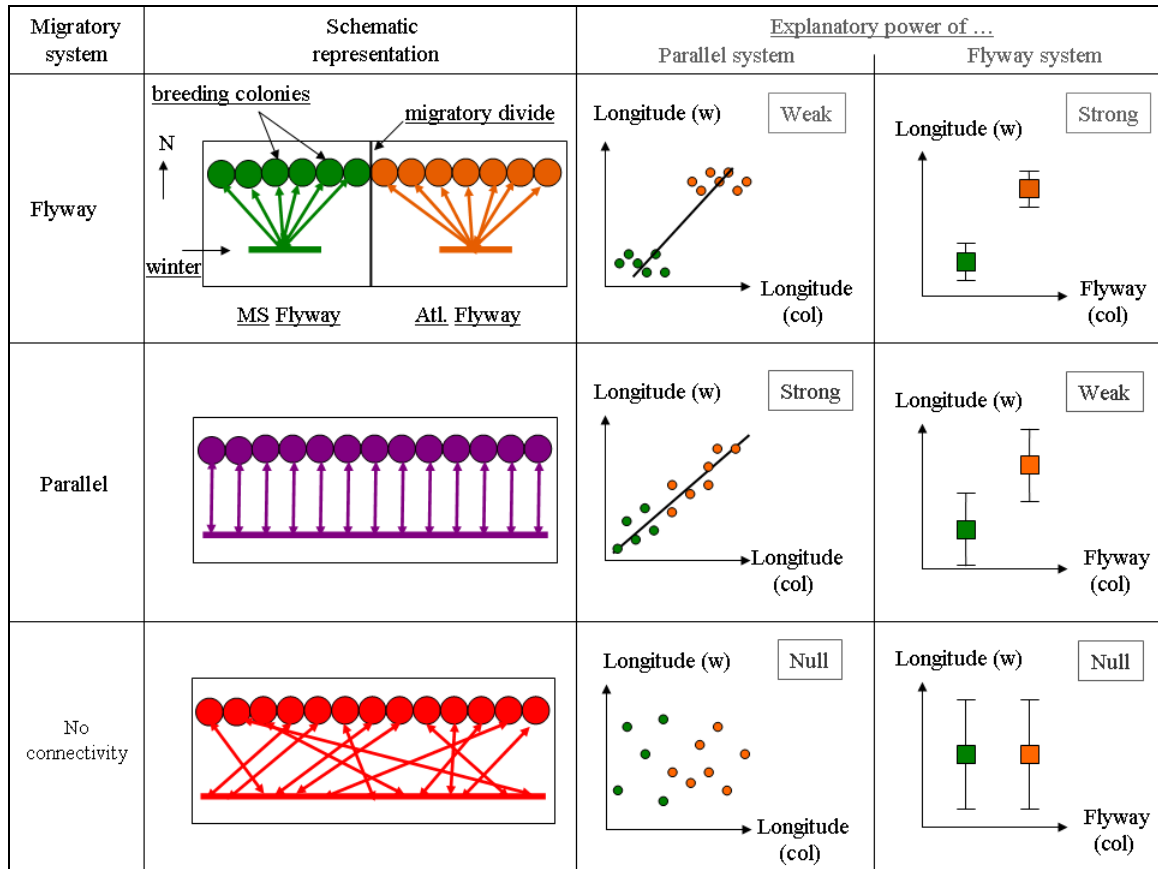 Migratory
system
Schematic
representation
Explanatory power of ...
Parallel system
Flyway system
Flyway
breeding colonies
migratory divide
N
winter
MS Flyway
Atl. Flyway
Longitude (w)
Weak
Longitude
(col)
Longitude (w)
Strong
Flyway
(col)
Parallel
Longitude (w)
Strong
Longitude
(col)
Longitude (w)
Weak
Flyway
(col)
No
connectivity
Longitude (w)
Null
Longitude
(col)
Longitude (w)
Null
Flyway
(col)